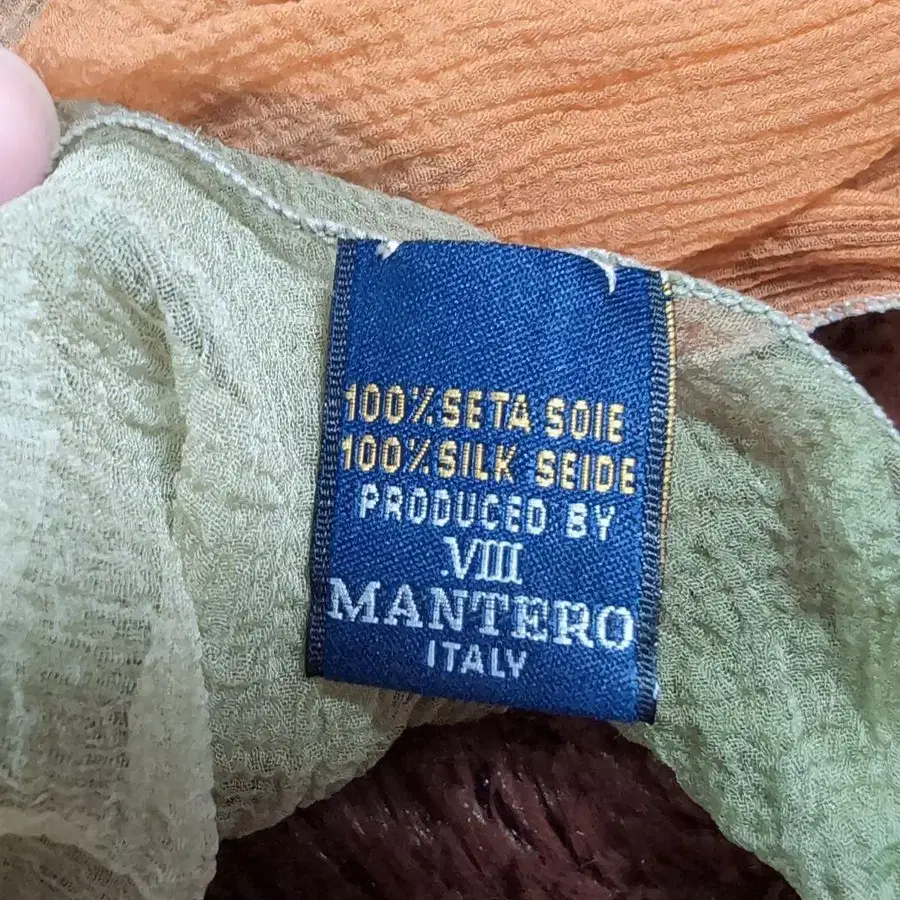 100% SETA SOIE
100% SILK SEIDE
PRODUCED BY
VIII
MANTERO
ITALY